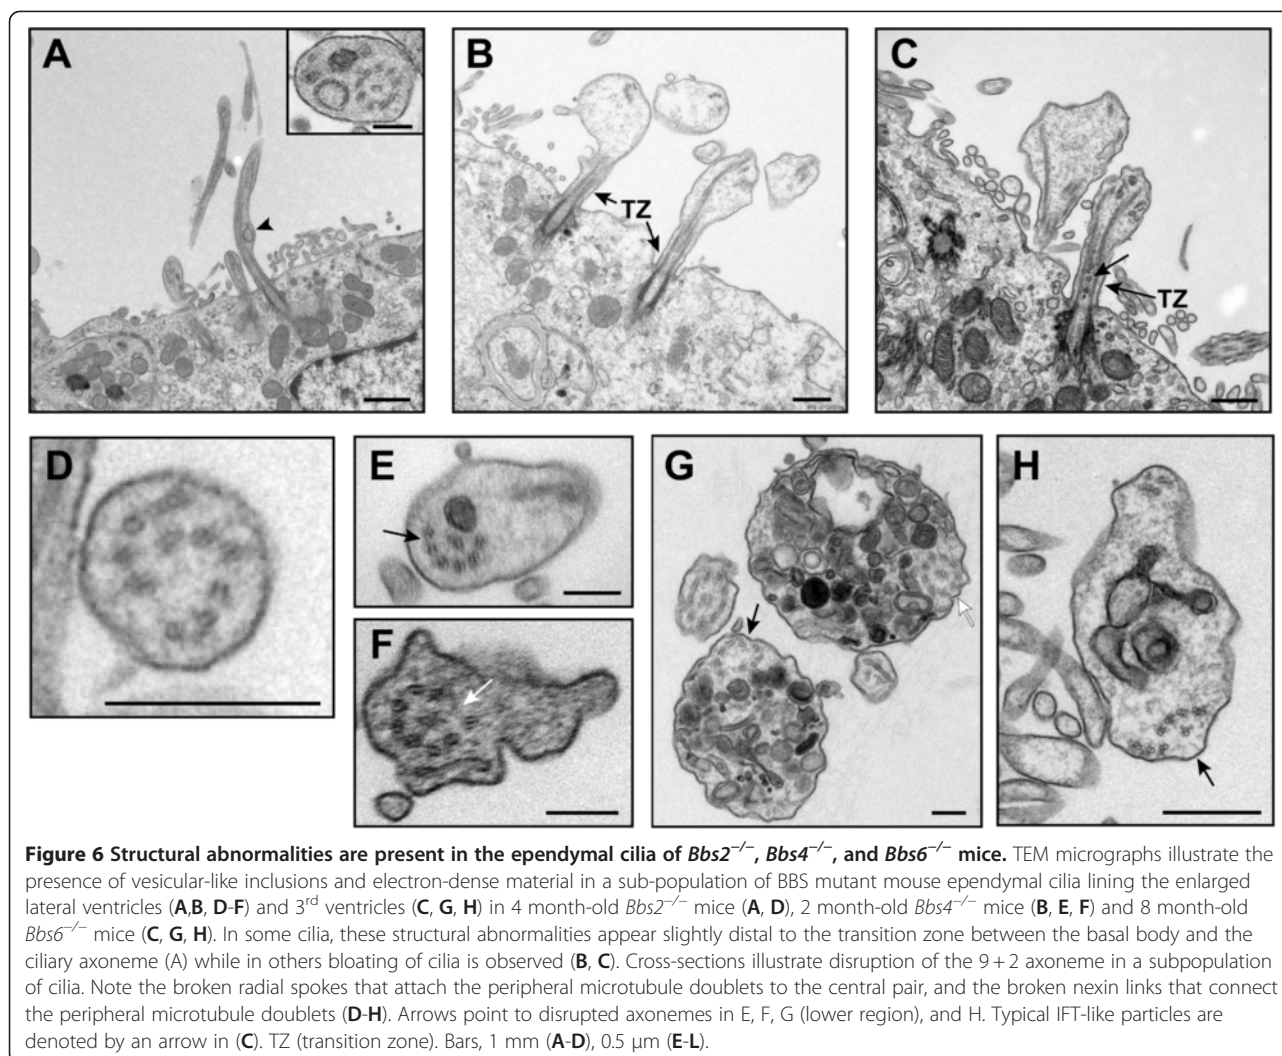 A
B
C
TZ
TZ
D
E
F
G
H
Figure 6 Structural abnormalities are present in the ependymal cilia of Bbs2−/−, Bbs4−/−, and Bbs6−/− mice. TEM micrographs illustrate the
presence of vesicular-like inclusions and electron-dense material in a sub-population of BBS mutant mouse ependymal cilia lining the enlarged
lateral ventricles (A,B, D-F) and 3rd ventricles (C, G, H) in 4 month-old Bbs2−/− mice (A, D), 2 month-old Bbs4−/− mice (B, E, F) and 8 month-old
Bbs6−/− mice (C, G, H). In some cilia, these structural abnormalities appear slightly distal to the transition zone between the basal body and the
ciliary axoneme (A) while in others bloating of cilia is observed (B, C). Cross-sections illustrate disruption of the 9 + 2 axoneme in a subpopulation
of cilia. Note the broken radial spokes that attach the peripheral microtubule doublets to the central pair, and the broken nexin links that connect
the peripheral microtubule doublets (D-H). Arrows point to disrupted axonemes in E, F, G (lower region), and H. Typical IFT-like particles are
denoted by an arrow in (C). TZ (transition zone). Bars, 1 mm (A-D), 0.5 μm (E-L).